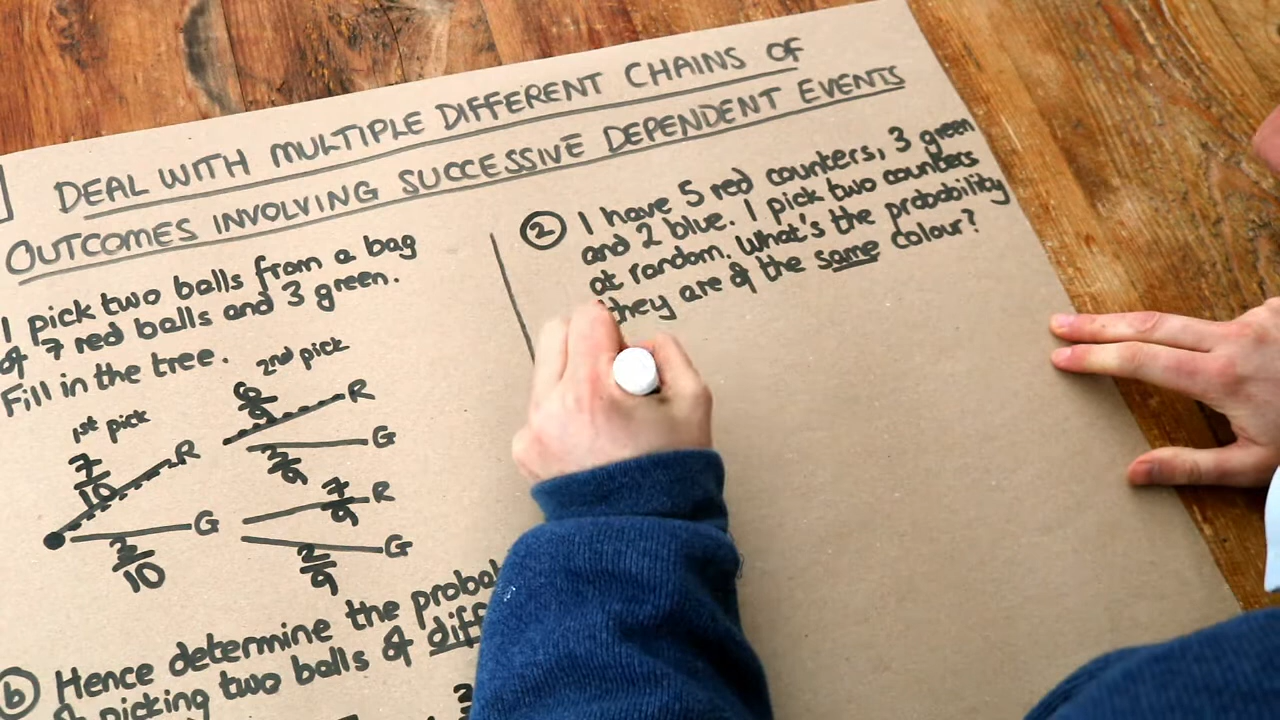 DEAL WITH MULTIPLE DIFFERENT CHAINS OF
OUTCOMES INVOLVING SUCCESSIVE DEPENDENT EVENTS
I pick two balls from a bag
of 7 red balls and 3 green.
Fill in the tree.
1st pick
2nd pick
7/10
R
3/10
G
6/9
R
3/9
G
7/9
R
2/9
G
b Hence determine the
of picking two balls of
2 I have 5 red counters, 3 green
and 2 blue. I pick two counters
at random. What's the probability
they are of the same colour?